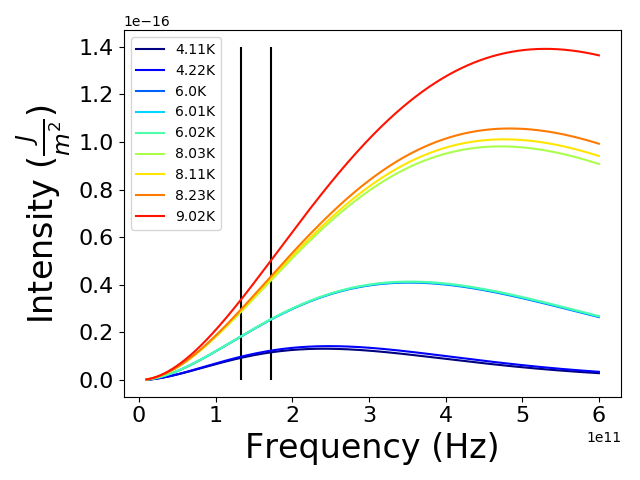 1e−16
1.4
1.2
1.0
0.8
0.6
0.4
0.2
0.0
Intensity (J/m²)
4.11K
4.22K
6.0K
6.01K
6.02K
8.03K
8.11K
8.23K
9.02K
0 1 2 3 4 5 6
1e11
Frequency (Hz)